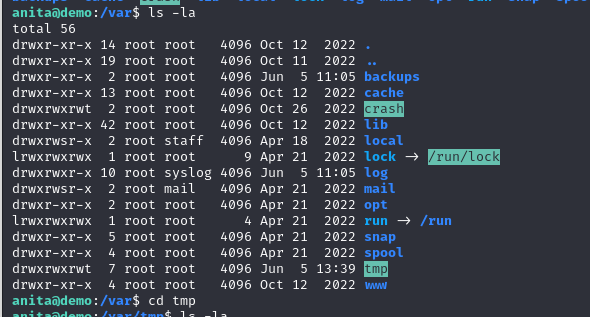 anita@demo:/var$ ls -la
total 56
drwxr-xr-x 14 root root   4096 Oct 12  2022 .
drwxr-xr-x 19 root root   4096 Oct 11  2022 ..
drwxr-xr-x  2 root root   4096 Jun  5 11:05 backups
drwxr-xr-x 13 root root   4096 Oct 12  2022 cache
drwxrwxrwt  2 root root   4096 Oct 26  2022 crash
drwxr-xr-x 42 root root   4096 Oct 12  2022 lib
drwxrwsr-x  2 root staff  4096 Apr 18  2022 local
lrwxrwxrwx  1 root root      9 Apr 21  2022 lock -> /run/lock
drwxrwxr-x 10 root syslog 4096 Jun  5 11:05 log
drwxrwsr-x  2 root mail   4096 Apr 21  2022 mail
drwxr-xr-x  2 root root   4096 Apr 21  2022 opt
lrwxrwxrwx  1 root root      4 Apr 21  2022 run -> /run
drwxr-xr-x  5 root root   4096 Apr 21  2022 snap
drwxr-xr-x  4 root root   4096 Apr 21  2022 spool
drwxrwxrwt  7 root root   4096 Jun  5 13:39 tmp
drwxr-xr-x  4 root root   4096 Oct 12  2022 www
anita@demo:/var$ cd tmp
anita@demo:/var/tmp$ ls -la